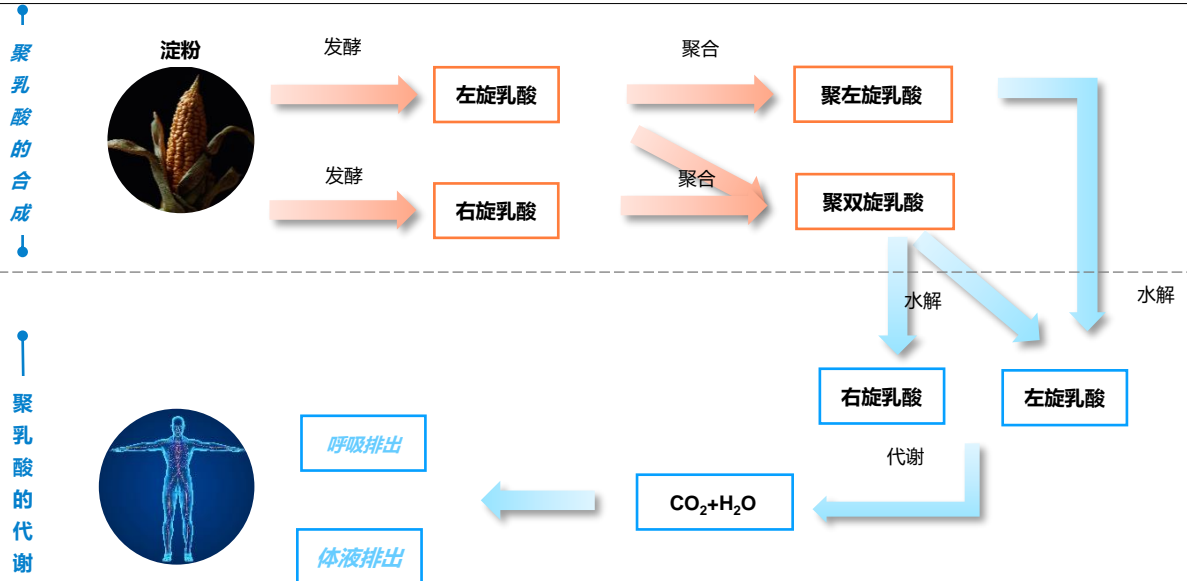 聚乳酸的合成
淀粉
发酵
左旋乳酸
聚合
聚左旋乳酸
发酵
右旋乳酸
聚合
聚双旋乳酸
水解
水解
聚乳酸的代谢
右旋乳酸
左旋乳酸
代谢
CO₂+H₂O
呼吸排出
体液排出